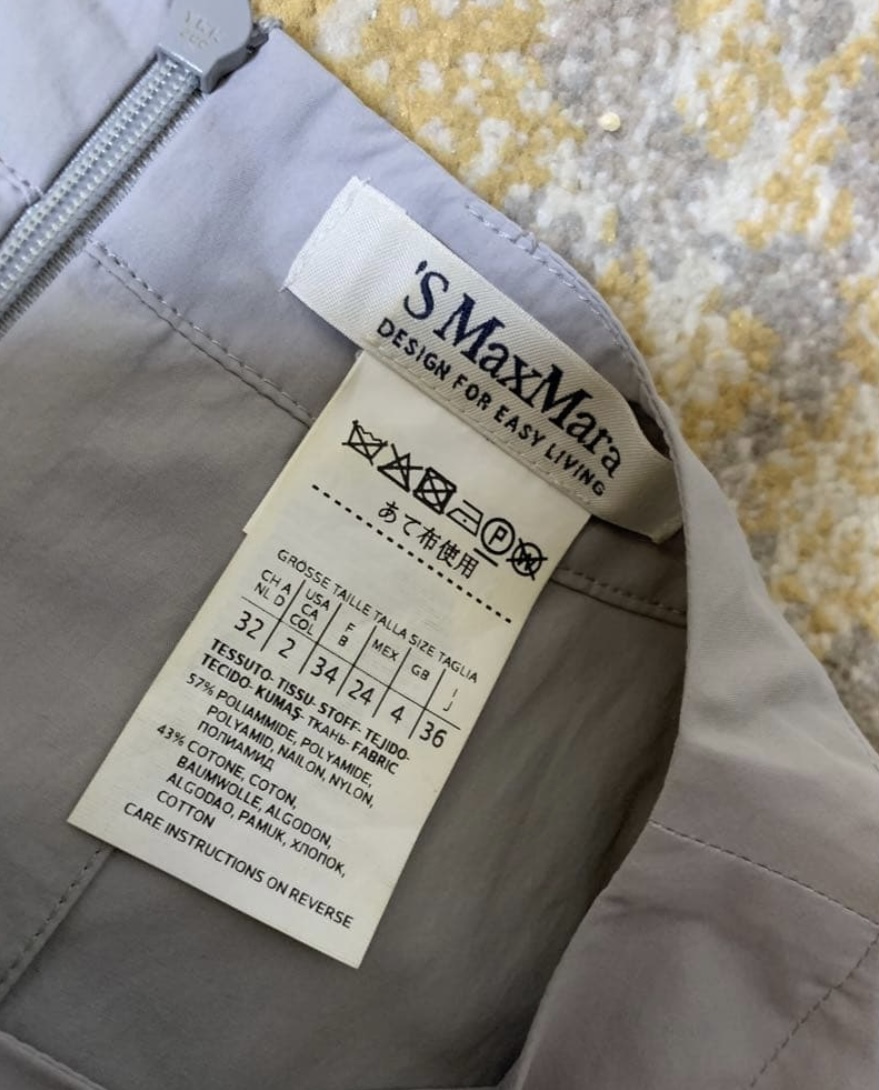 'S MaxMara
DESIGN FOR EASY LIVING
P W
あて布使用
GRÖSSE TAILLE TALLA SIZE TAGLIA
CH A NL D USA CA COL F B MEX GB I J
32 2 34 24 4 36
TESSUTO- TISSU- STOFF- TEJIDO-
TECIDO- KUMAŞ- ТКАНЬ- FABRIC
57% POLIAMMIDE, POLYAMIDE,
POLYAMID, NAILON, NYLON,
ПОЛИАМИД
43% COTONE, COTON,
BAUMWOLLE, ALGODON,
ALGODAO, PAMUK, ХЛОПОК,
COTTON
CARE INSTRUCTIONS ON REVERSE